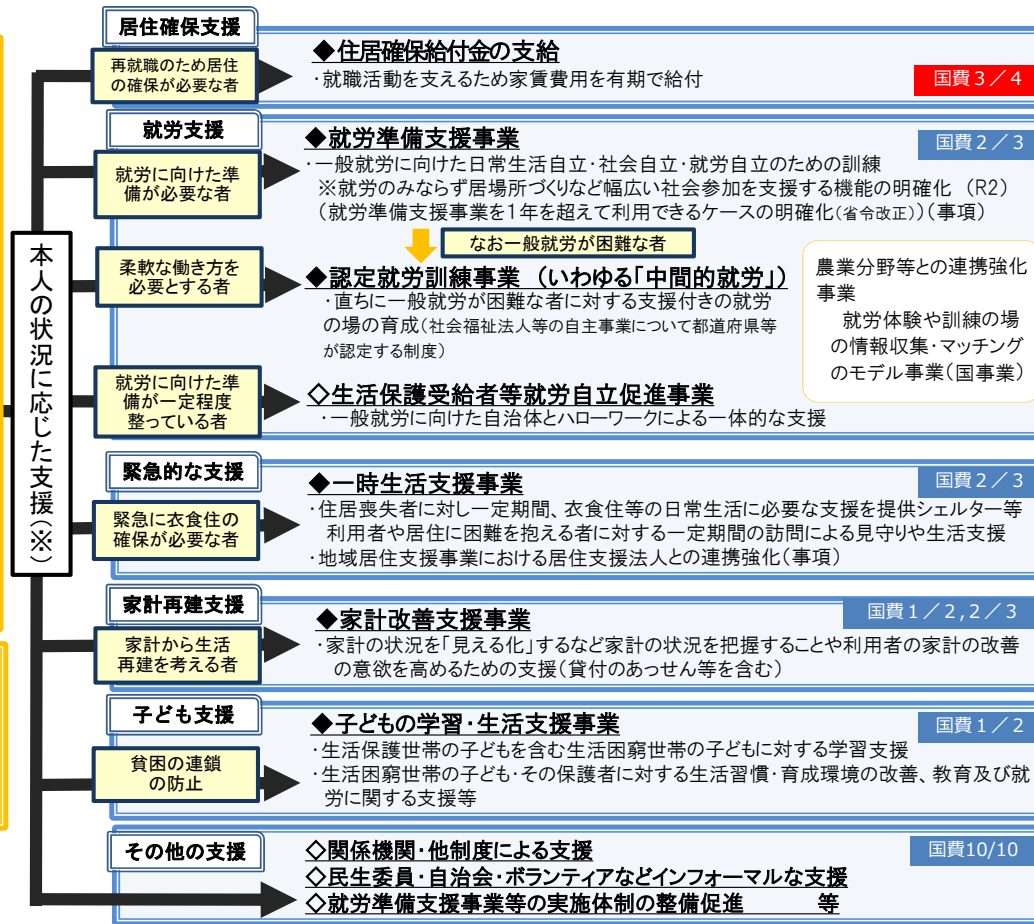 本人の状況に応じた支援(※)
居住確保支援
再就職のため居住
の確保が必要な者
◆住居確保給付金の支給
・就職活動を支えるため家賃費用を有期で給付
国費3/4
就労支援
就労に向けた準
備が必要な者
◆就労準備支援事業
国費2/3
・一般就労に向けた日常生活自立・社会自立・就労自立のための訓練
※就労のみならず居場所づくりなど幅広い社会参加を支援する機能の明確化 (R2)
(就労準備支援事業を1年を超えて利用できるケースの明確化(省令改正))(事項)
なお一般就労が困難な者
柔軟な働き方を
必要とする者
◆認定就労訓練事業 (いわゆる「中間的就労」)
・直ちに一般就労が困難な者に対する支援付きの就労
の場の育成(社会福祉法人等の自主事業について都道府県等
が認定する制度)
農業分野等との連携強化
事業
就労体験や訓練の場
の情報収集・マッチング
のモデル事業(国事業)
就労に向けた準
備が一定程度
整っている者
◇生活保護受給者等就労自立促進事業
・一般就労に向けた自治体とハローワークによる一体的な支援
緊急的な支援
緊急に衣食住の
確保が必要な者
◆一時生活支援事業
国費2/3
・住居喪失者に対し一定期間、衣食住等の日常生活に必要な支援を提供シェルター等
利用者や居住に困難を抱える者に対する一定期間の訪問による見守りや生活支援
・地域居住支援事業における居住支援法人との連携強化(事項)
家計再建支援
家計から生活
再建を考える者
◆家計改善支援事業
国費1/2,2/3
・家計の状況を「見える化」するなど家計の状況を把握することや利用者の家計の改善
の意欲を高めるための支援(貸付のあっせん等を含む)
子ども支援
貧困の連鎖
の防止
◆子どもの学習・生活支援事業
国費1/2
・生活保護世帯の子どもを含む生活困窮世帯の子どもに対する学習支援
・生活困窮世帯の子ども・その保護者に対する生活習慣・育成環境の改善、教育及び就
労に関する支援等
その他の支援
◇関係機関・他制度による支援
国費10/10
◇民生委員・自治会・ボランティアなどインフォーマルな支援
◇就労準備支援事業等の実施体制の整備促進 等